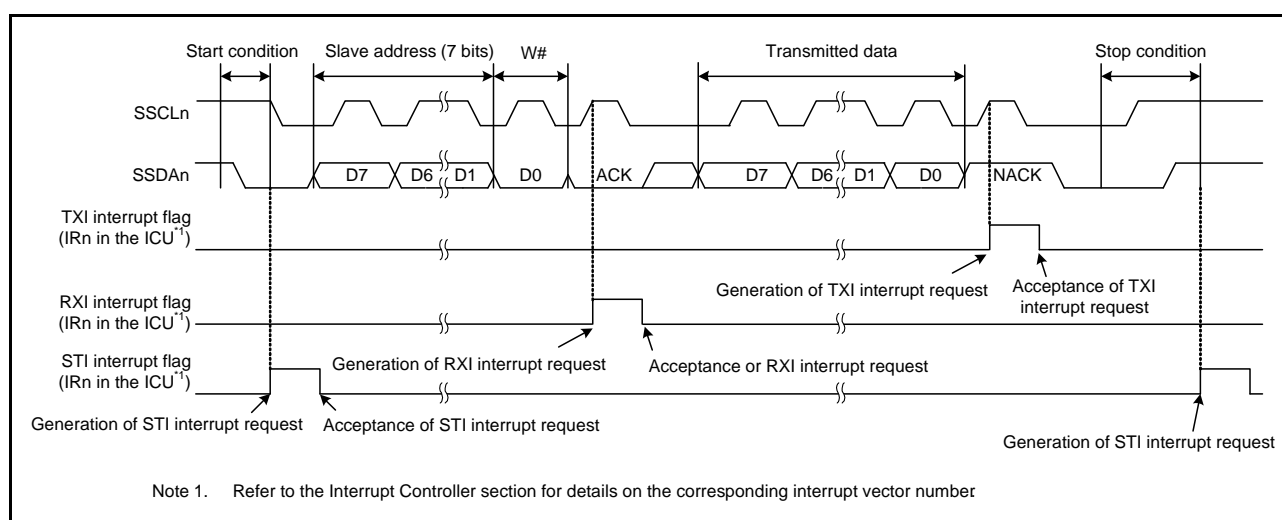 Start condition
Slave address (7 bits)
W#
Transmitted data
Stop condition
SSCLn
SSDAn
D7
D6
D1
D0
ACK
D7
D6
D1
D0
NACK
TXI interrupt flag
(IRn in the ICU*1)
Generation of TXI interrupt request
Acceptance of TXI
interrupt request
RXI interrupt flag
(IRn in the ICU*1)
Generation of RXI interrupt request
Acceptance or RXI interrupt request
STI interrupt flag
(IRn in the ICU*1)
Generation of STI interrupt request
Acceptance of STI interrupt request
Generation of STI interrupt request
Note 1. Refer to the Interrupt Controller section for details on the corresponding interrupt vector number.